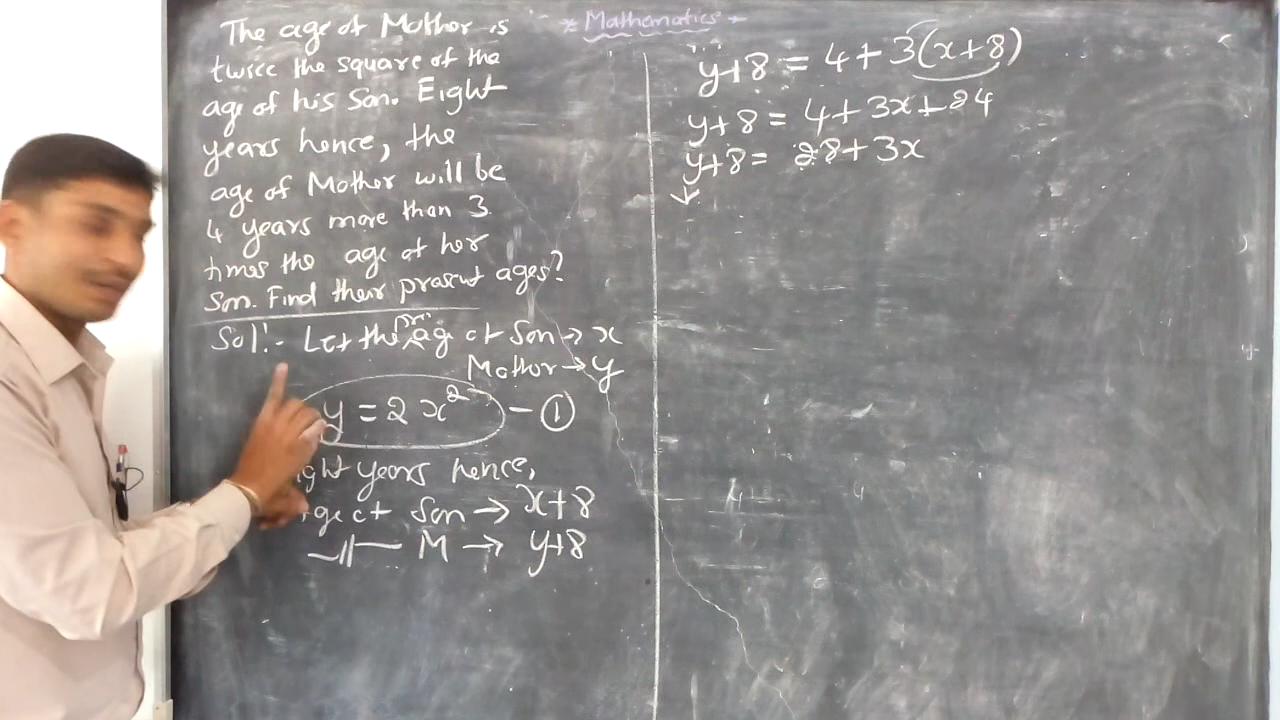 * Mathematics *
The age of Mother is
twice the square of the
age of his Son. Eight
years hence, the
age of Mother will be
4 years more than 3
times the age of her
Son. Find their present ages?
Sol:- Let the age of Son → x
Mother → y
y = 2x² - ①
ight years hence,
age of Son → x+8
M → y+8
y+8 = 4+3(x+8)
y+8 = 4+3x+24
y+8 = 28+3x